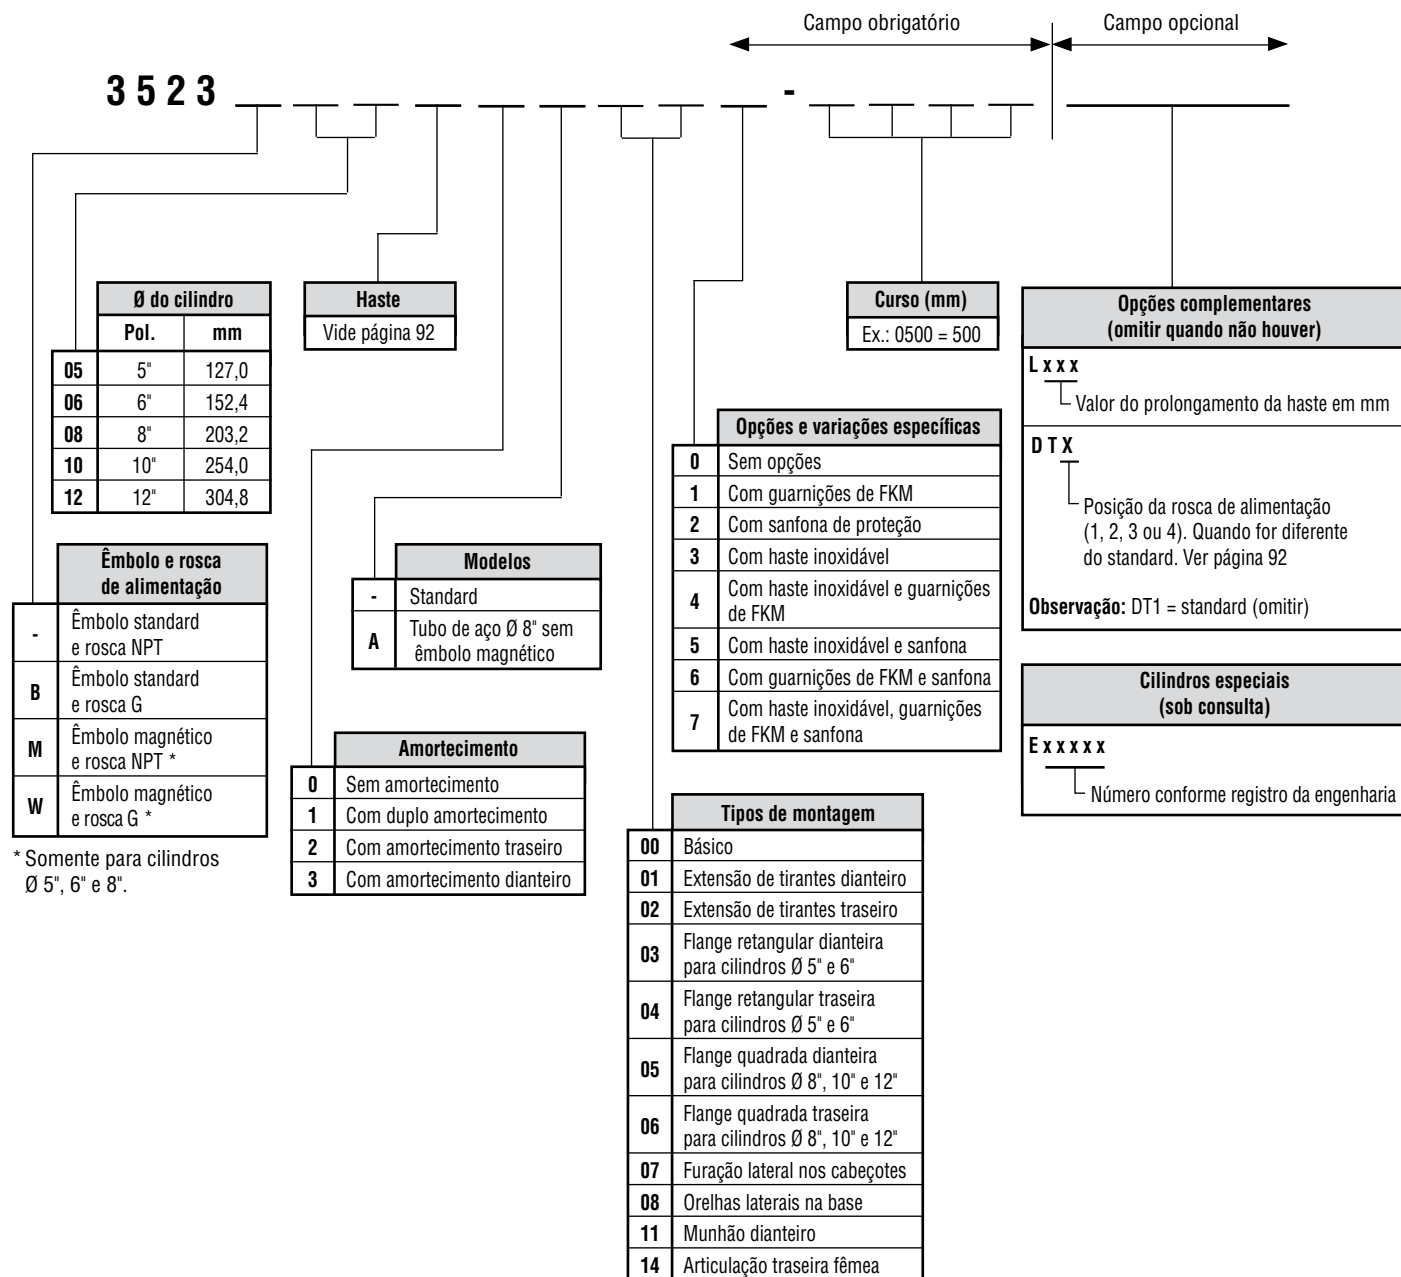 Campo obrigatório
Campo opcional
3 5 2 3 -
Ø do cilindro
Pol. mm
05 5" 127,0
06 6" 152,4
08 8" 203,2
10 10" 254,0
12 12" 304,8
Haste
Vide página 92
Curso (mm)
Ex.: 0500 = 500
Opções complementares
(omitir quando não houver)
L x x x
Valor do prolongamento da haste em mm
D T X
Posição da rosca de alimentação
(1, 2, 3 ou 4). Quando for diferente
do standard. Ver página 92
Observação: DT1 = standard (omitir)
Opções e variações específicas
0 Sem opções
1 Com guarnições de FKM
2 Com sanfona de proteção
3 Com haste inoxidável
4 Com haste inoxidável e guarnições
de FKM
5 Com haste inoxidável e sanfona
6 Com guarnições de FKM e sanfona
7 Com haste inoxidável, guarnições
de FKM e sanfona
Êmbolo e rosca
de alimentação
- Êmbolo standard
e rosca NPT
B Êmbolo standard
e rosca G
M Êmbolo magnético
e rosca NPT *
W Êmbolo magnético
e rosca G *
* Somente para cilindros
Ø 5", 6" e 8".
Modelos
- Standard
A Tubo de aço Ø 8" sem
êmbolo magnético
Amortecimento
0 Sem amortecimento
1 Com duplo amortecimento
2 Com amortecimento traseiro
3 Com amortecimento dianteiro
Cilindros especiais
(sob consulta)
E x x x x x
Número conforme registro da engenharia
Tipos de montagem
00 Básico
01 Extensão de tirantes dianteiro
02 Extensão de tirantes traseiro
03 Flange retangular dianteira
para cilindros Ø 5" e 6"
04 Flange retangular traseira
para cilindros Ø 5" e 6"
05 Flange quadrada dianteira
para cilindros Ø 8", 10" e 12"
06 Flange quadrada traseira
para cilindros Ø 8", 10" e 12"
07 Furação lateral nos cabeçotes
08 Orelhas laterais na base
11 Munhão dianteiro
14 Articulação traseira fêmea